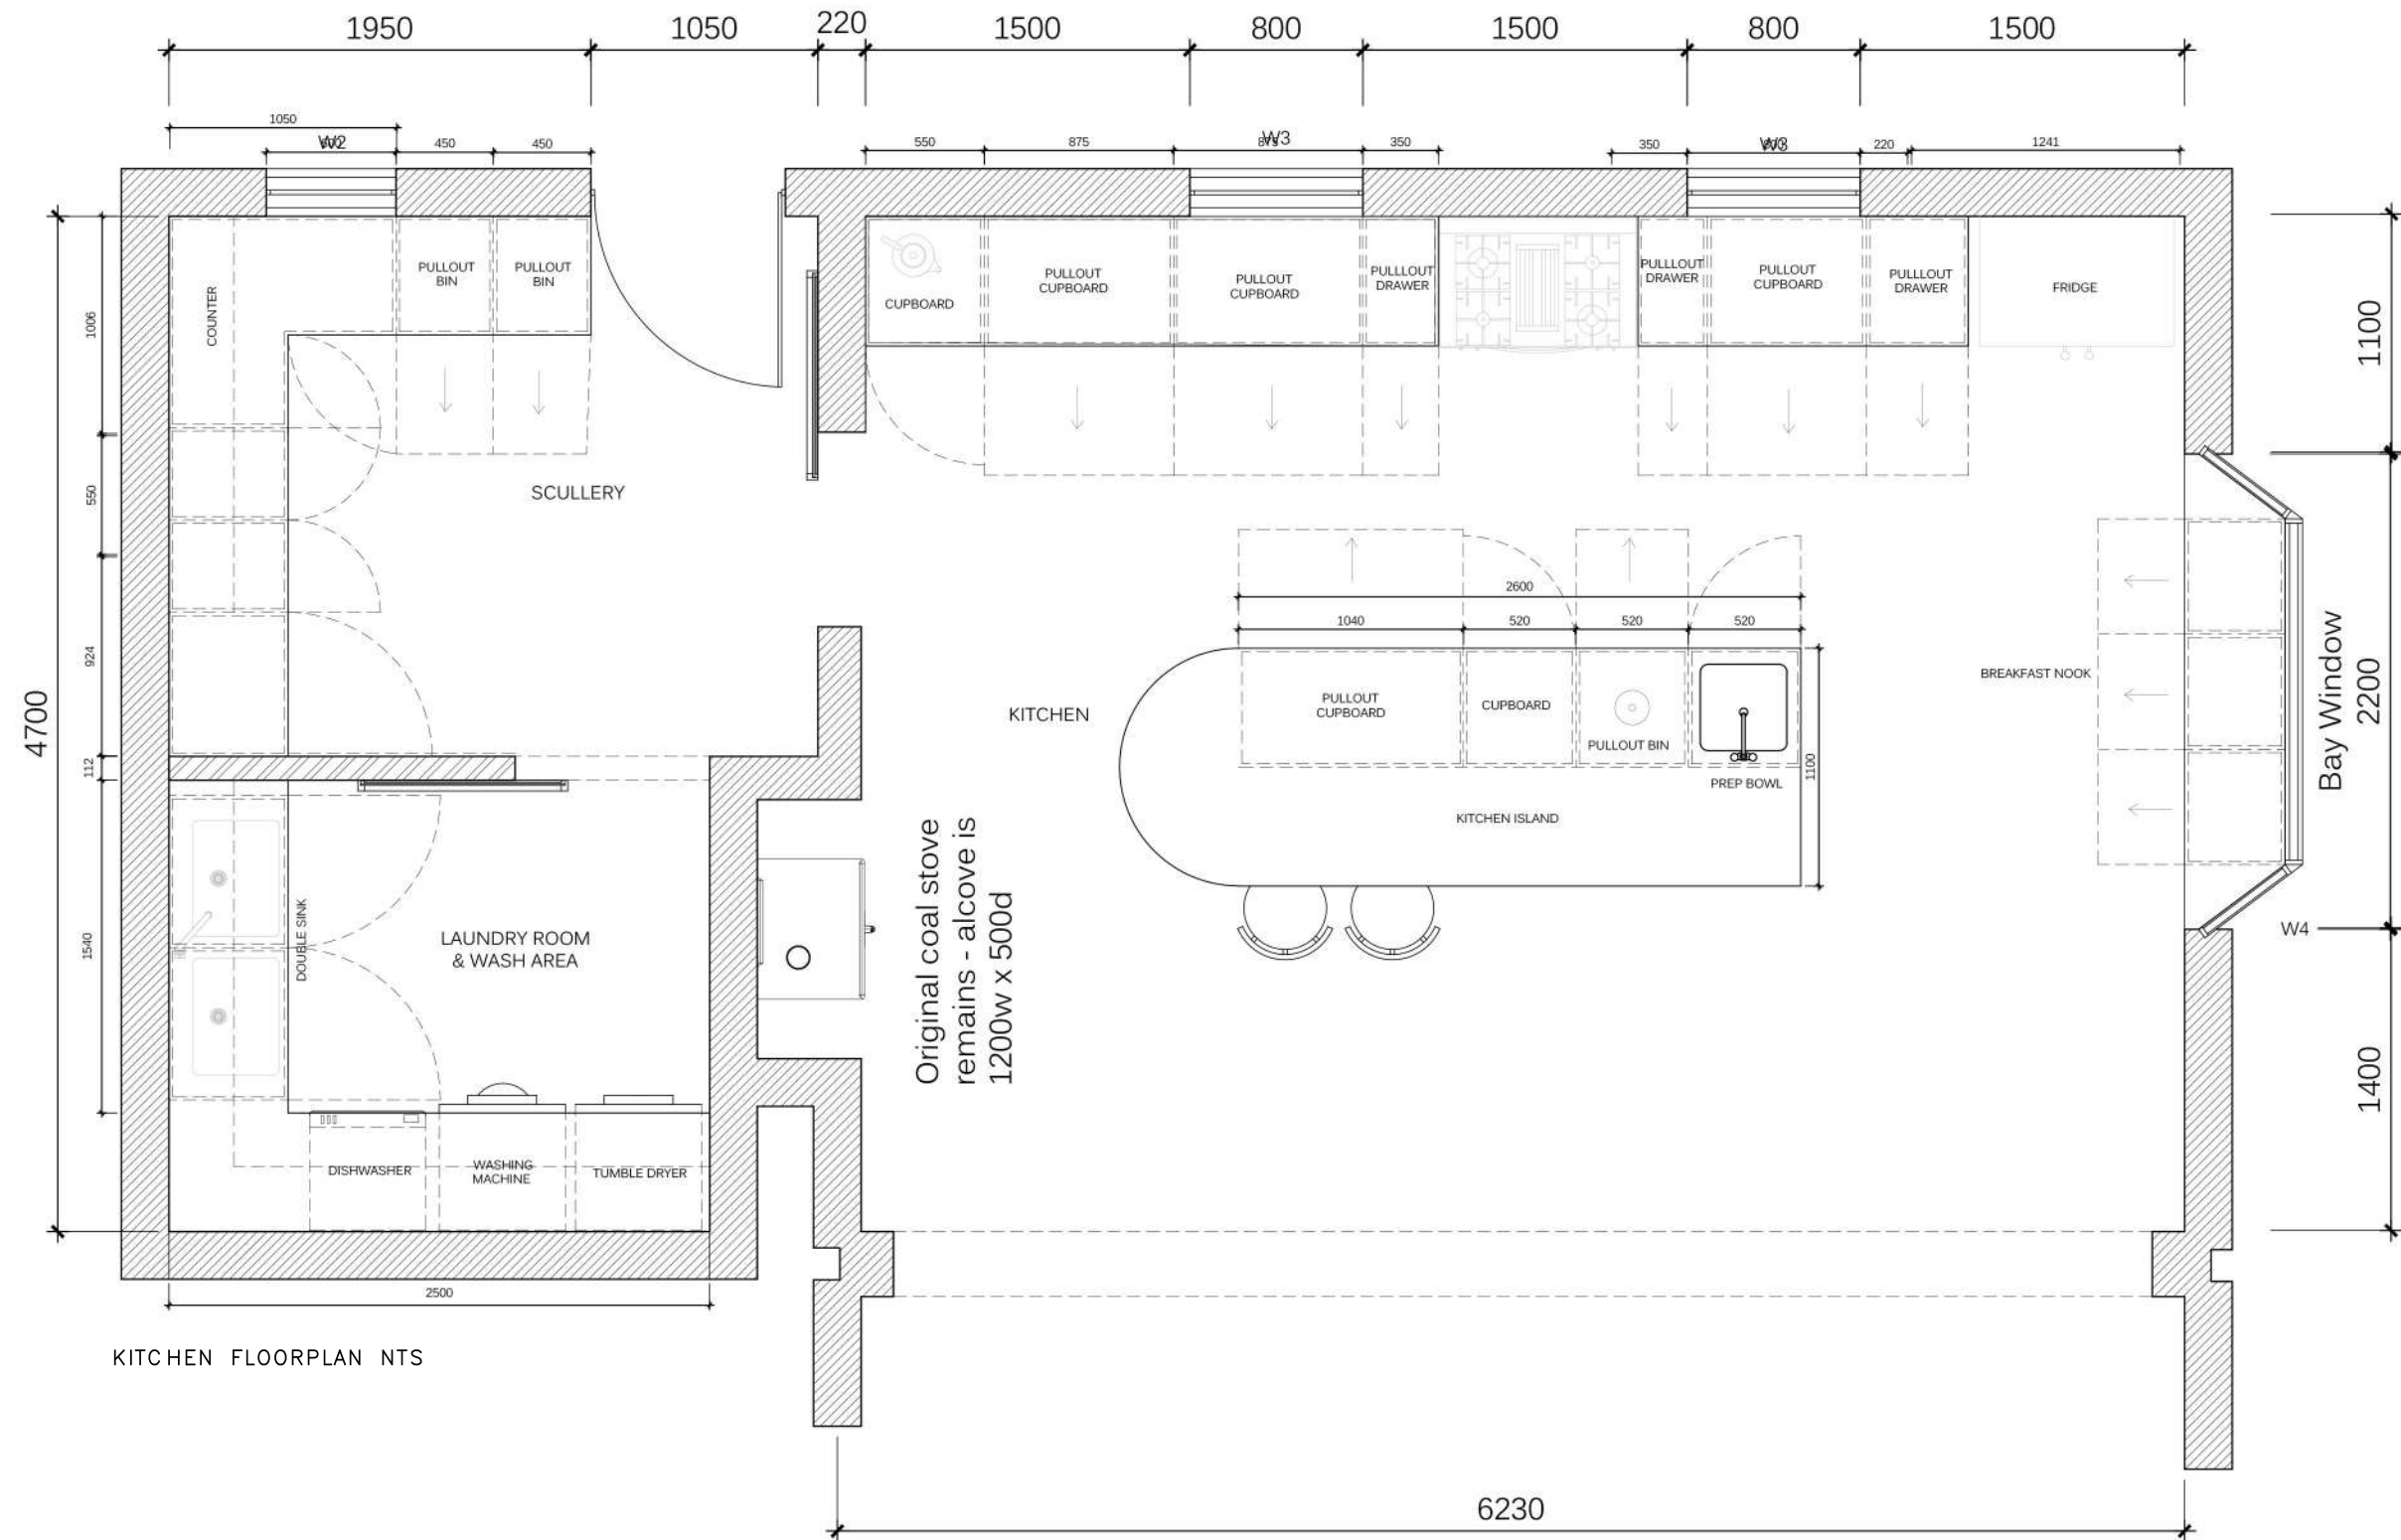 1950
1050
220
1500
800
1500
800
1500
1050
W2
450
450
550
875
W3
350
350
W3
220
1241
COUNTER
PULLOUT
BIN
PULLOUT
BIN
CUPBOARD
PULLOUT
CUPBOARD
PULLOUT
CUPBOARD
PULLLOUT
DRAWER
PULLLOUT
DRAWER
PULLOUT
CUPBOARD
PULLLOUT
DRAWER
FRIDGE
1006
550
924
112
1540
4700
1100
2200
Bay Window
1400
W4
SCULLERY
KITCHEN
2600
1040
520
520
520
PULLOUT
CUPBOARD
CUPBOARD
PULLOUT BIN
PREP BOWL
1100
KITCHEN ISLAND
BREAKFAST NOOK
Original coal stove
remains - alcove is
1200w x 500d
DOUBLE SINK
LAUNDRY ROOM
& WASH AREA
DISHWASHER
WASHING
MACHINE
TUMBLE DRYER
2500
KITCHEN FLOORPLAN NTS
6230